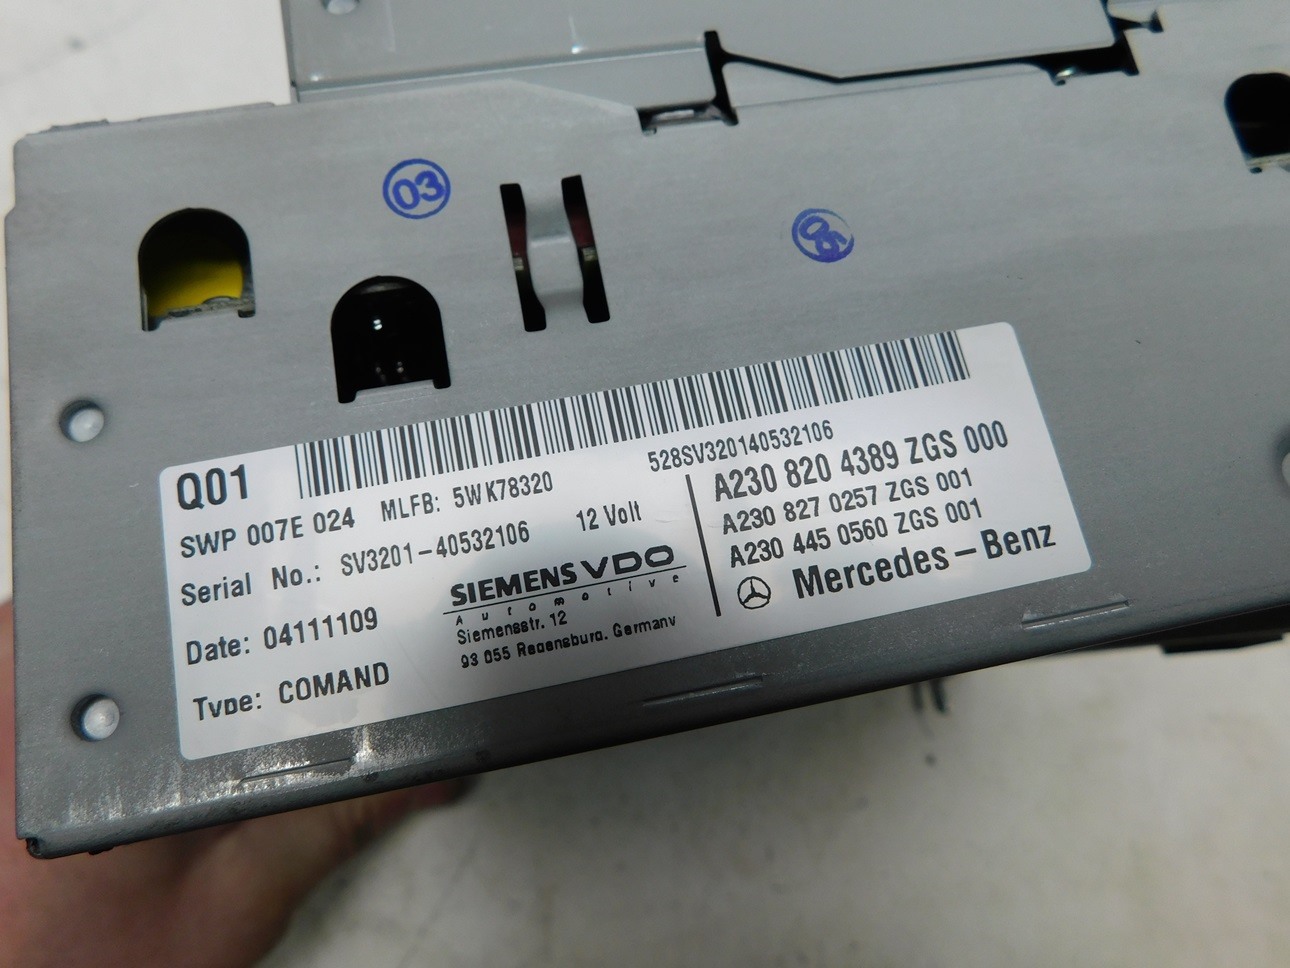 03
06
Q01
528SV320140532106
SWP 007E 024 MLFB: 5WK78320
Serial No.: SV3201-40532106 12 Volt
Date: 04111109
Type: COMAND
SIEMENS VDO
Automotive
Siemensstr. 12
93 055 Regensburg, Germany
A230 820 4389 ZGS 000
A230 827 0257 ZGS 001
A230 445 0560 ZGS 001
Mercedes-Benz